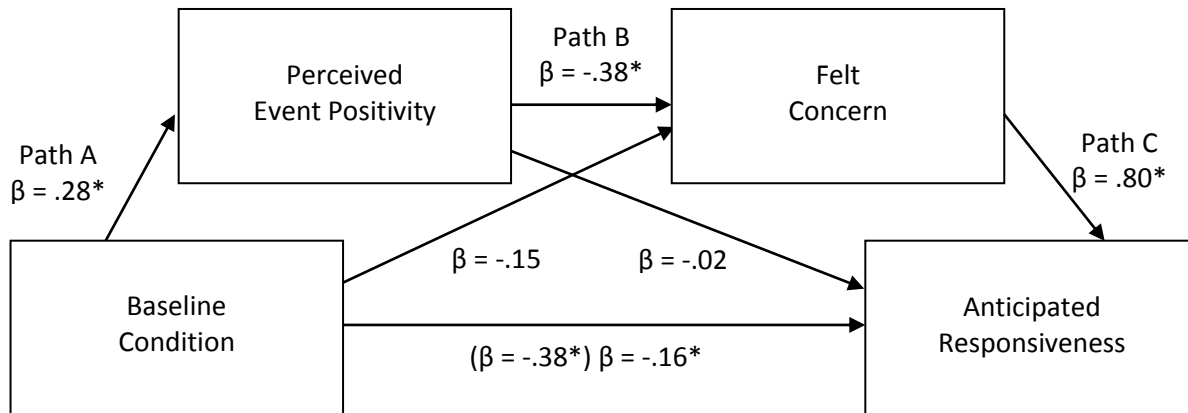 Path B
β = -.38*
Perceived
Event Positivity
Felt
Concern
Path A
β = .28*
Path C
β = .80*
β = -.15
β = -.02
Baseline
Condition
Anticipated
Responsiveness
(β = -.38*) β = -.16*